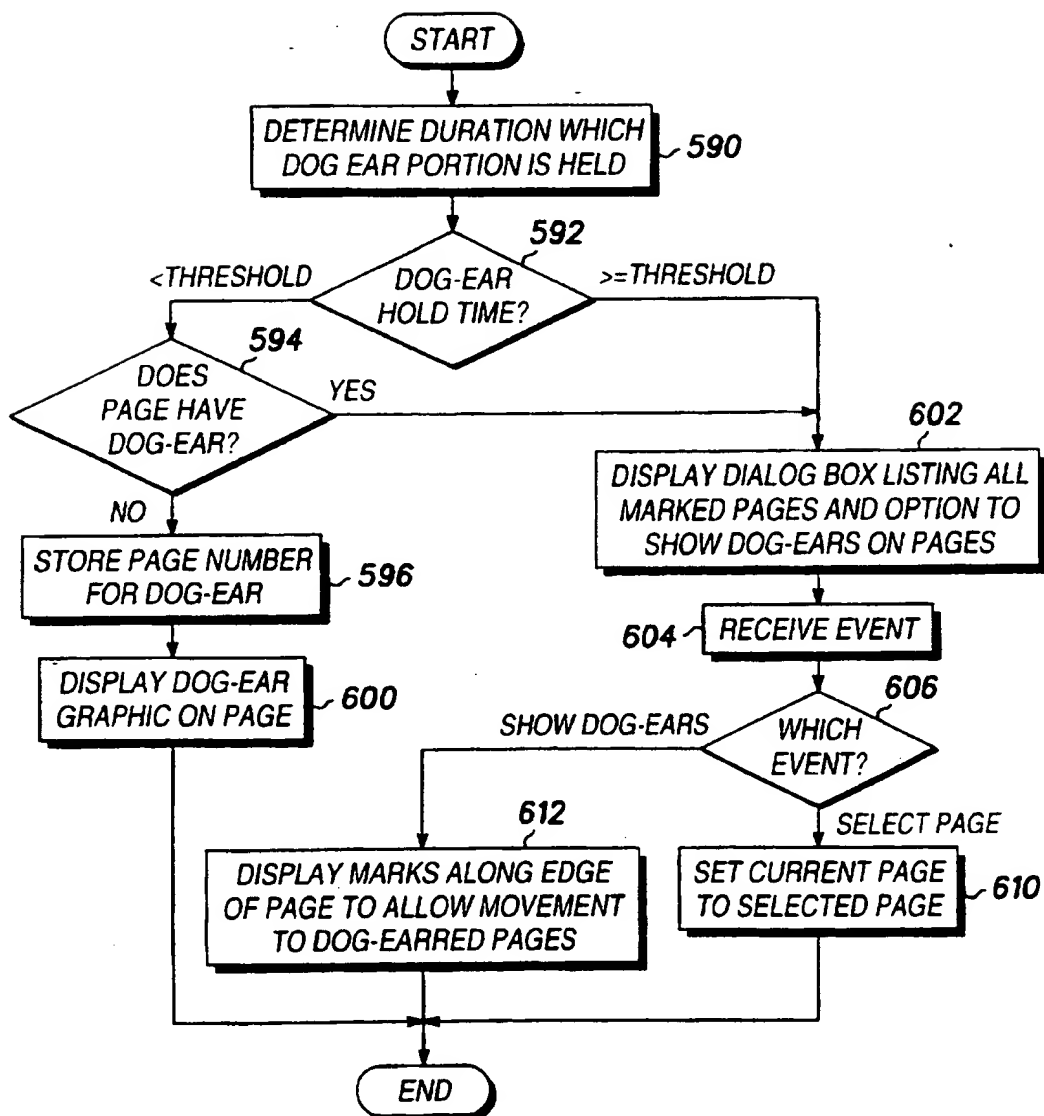 START
DETERMINE DURATION WHICH
DOG EAR PORTION IS HELD
590
592
<THRESHOLD
DOG-EAR
HOLD TIME?
>=THRESHOLD
594
DOES
PAGE HAVE
DOG-EAR?
YES
NO
602
DISPLAY DIALOG BOX LISTING ALL
MARKED PAGES AND OPTION TO
SHOW DOG-EARS ON PAGES
STORE PAGE NUMBER
FOR DOG-EAR
596
604
RECEIVE EVENT
DISPLAY DOG-EAR
GRAPHIC ON PAGE
600
606
SHOW DOG-EARS
WHICH
EVENT?
SELECT PAGE
612
DISPLAY MARKS ALONG EDGE
OF PAGE TO ALLOW MOVEMENT
TO DOG-EARRED PAGES
SET CURRENT PAGE
TO SELECTED PAGE
610
END